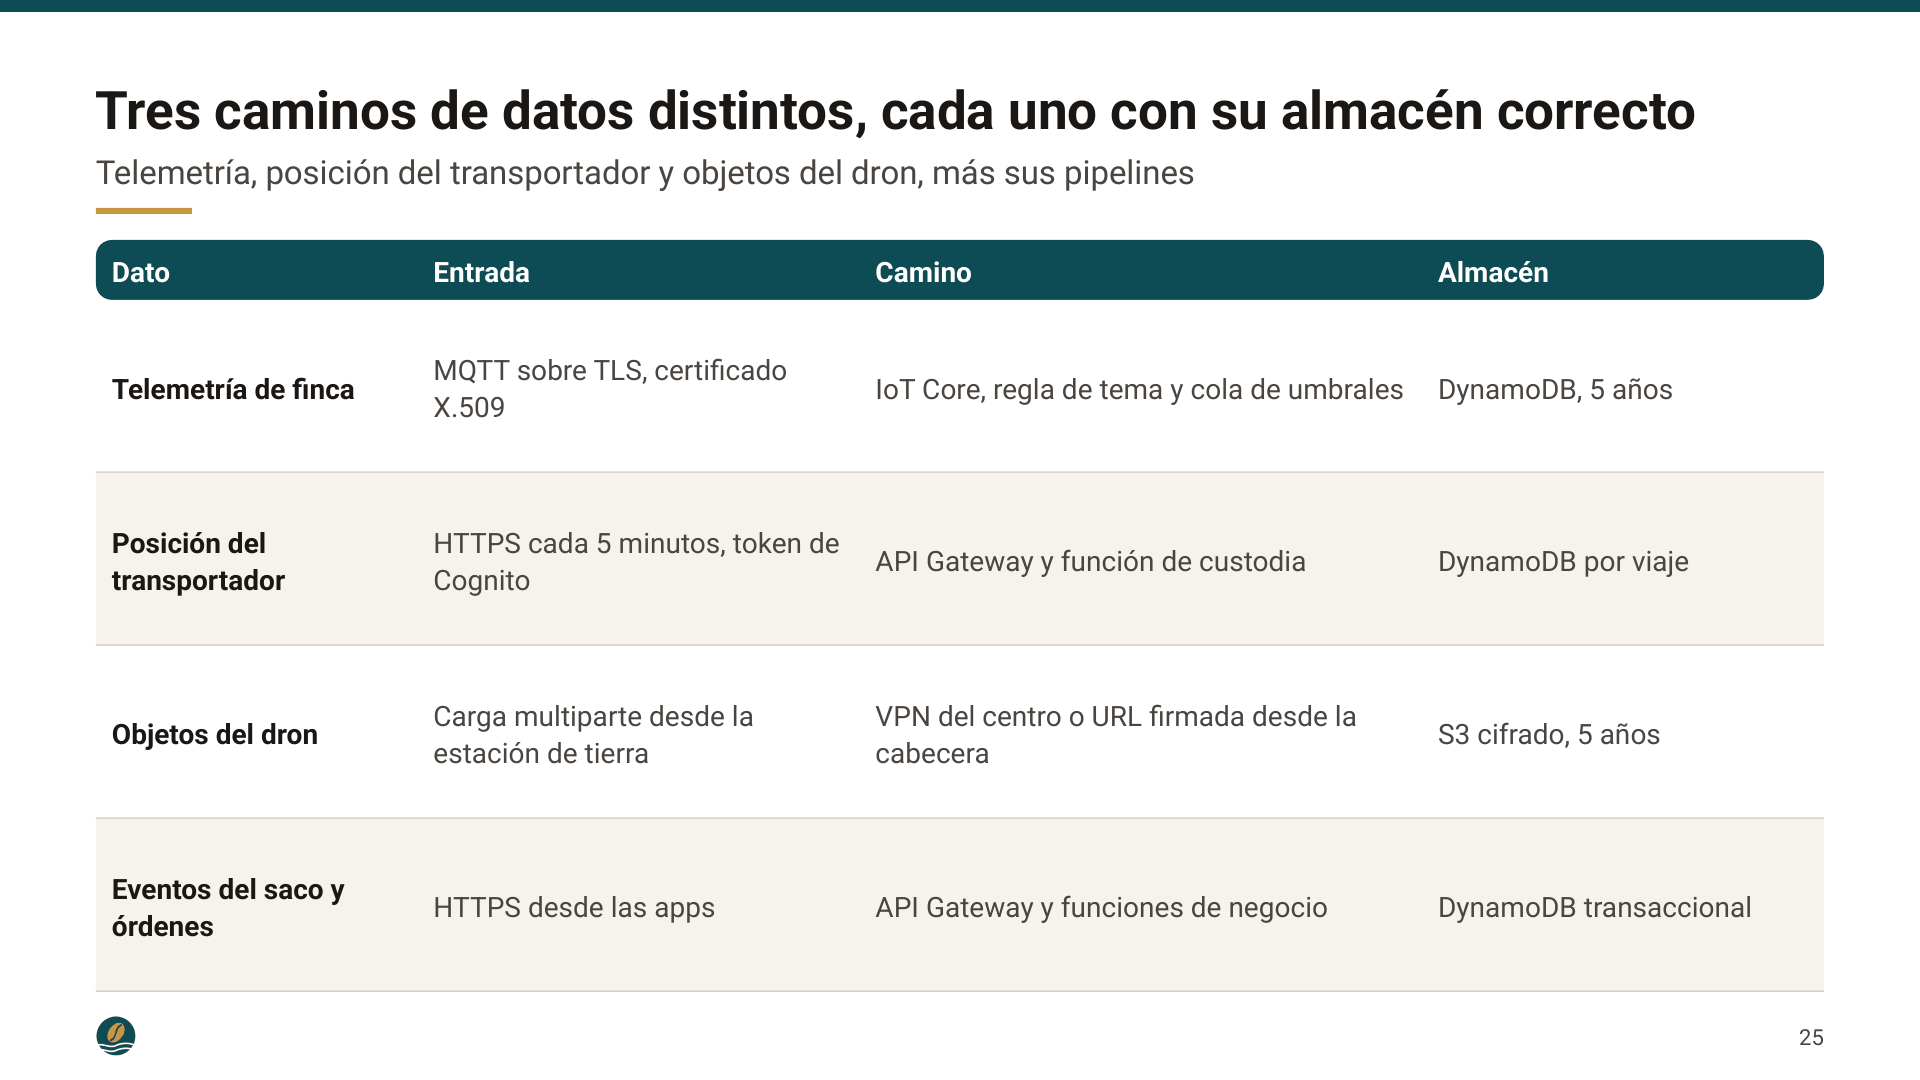 Tres caminos de datos distintos, cada uno con su almacén correcto
Telemetría, posición del transportador y objetos del dron, más sus pipelines
Dato Entrada Camino Almacén
Telemetría de finca
MQTT sobre TLS, certificado
X.509
IoT Core, regla de tema y cola de umbrales
DynamoDB, 5 años
Posición del
transportador
HTTPS cada 5 minutos, token de
Cognito
API Gateway y función de custodia
DynamoDB por viaje
Objetos del dron
Carga multiparte desde la
estación de tierra
VPN del centro o URL firmada desde la
cabecera
S3 cifrado, 5 años
Eventos del saco y
órdenes
HTTPS desde las apps
API Gateway y funciones de negocio
DynamoDB transaccional
25